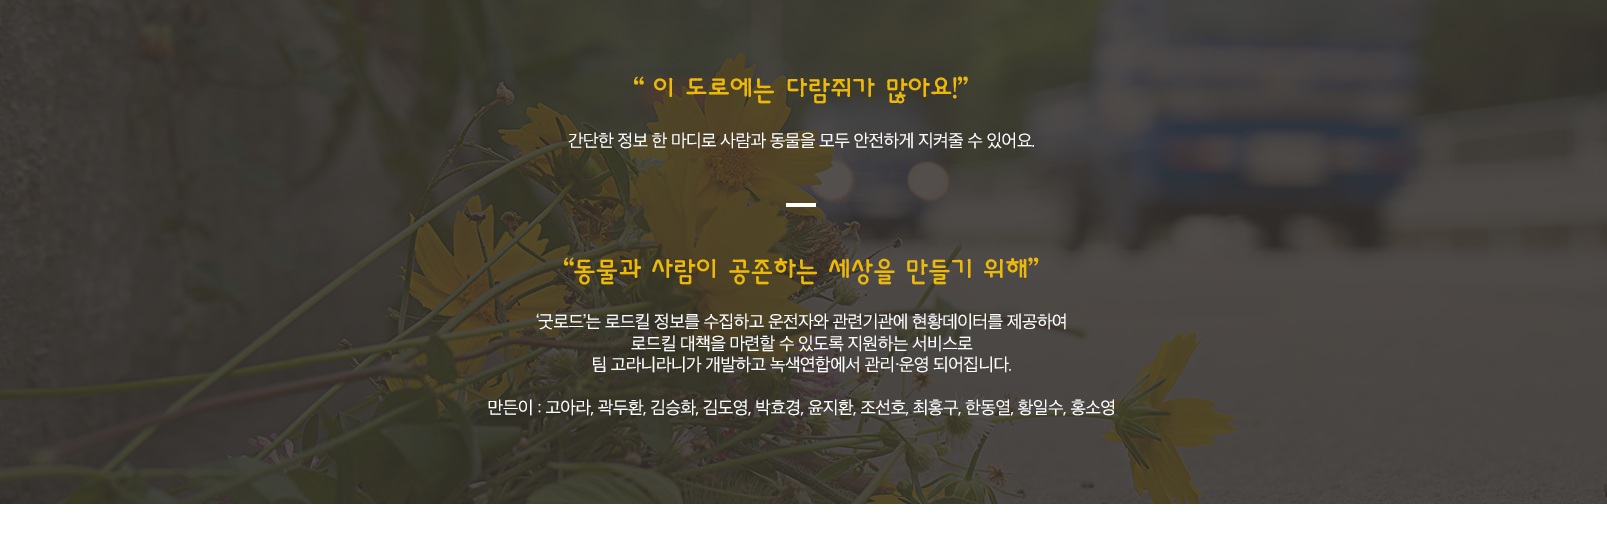 “ 이 도로에는 다람쥐가 많아요!”
간단한 정보 한 마디로 사람과 동물을 모두 안전하게 지켜줄 수 있어요.
“동물과 사람이 공존하는 세상을 만들기 위해”
‘굿로드’는 로드킬 정보를 수집하고 운전자와 관련기관에 현황데이터를 제공하여
로드킬 대책을 마련할 수 있도록 지원하는 서비스로
팀 고라니라니가 개발하고 녹색연합에서 관리·운영 되어집니다.
만든이 : 고아라, 곽두환, 김승화, 김도영, 박효경, 윤지환, 조선호, 최홍구, 한동열, 황일수, 홍소영